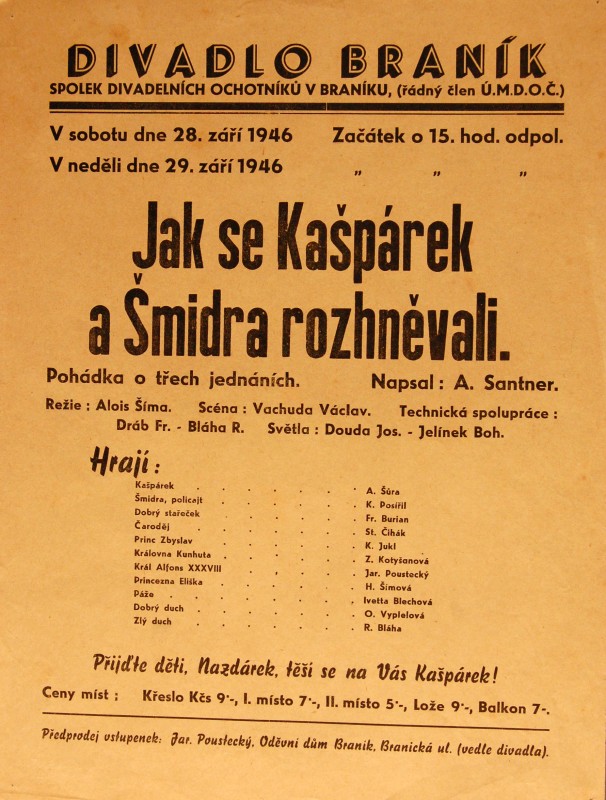 DIVADLO BRANÍK
SPOLEK DIVADELNÍCH OCHOTNÍKŮ V BRANÍKU, (řádný člen Ú.M.D.O.Č.)
V sobotu dne 28. září 1946 Začátek o 15. hod. odpol.
V neděli dne 29. září 1946 „ „ „
Jak se Kašpárek
a Šmidra rozhněvali.
Pohádka o třech jednáních. Napsal : A. Santner.
Režie : Alois Šíma. Scéna : Vachuda Václav. Technická spolupráce :
Dráb Fr. - Bláha R. Světla : Douda Jos. - Jelínek Boh.
Hrají :
Kašpárek . . . . . . A. Šůra
Šmidra, policajt . . . . . . K. Posířil
Dobrý stařeček . . . . . . Fr. Burian
Čaroděj . . . . . . St. Čihák
Princ Zbyslav . . . . . . K. Jukl
Královna Kunhuta . . . . . . Z. Kotyšanová
Král Alfons XXXVIII . . . . . . Jar. Poustecký
Princezna Eliška . . . . . . H. Šímová
Páže . . . . . . . Ivetta Blechová
Dobrý duch . . . . . . O. Vyplelová
Zlý duch . . . . . . R. Bláha
Přijďte děti, Nazdárek, těší se na Vás Kašpárek!
Ceny míst : Křeslo Kčs 9·-, I. místo 7·-, II. místo 5·-, Lože 9·-, Balkon 7-.
Předprodej vstupenek: Jar. Poustecký, Oděvní dům Braník, Branická ul. (vedle divadla).